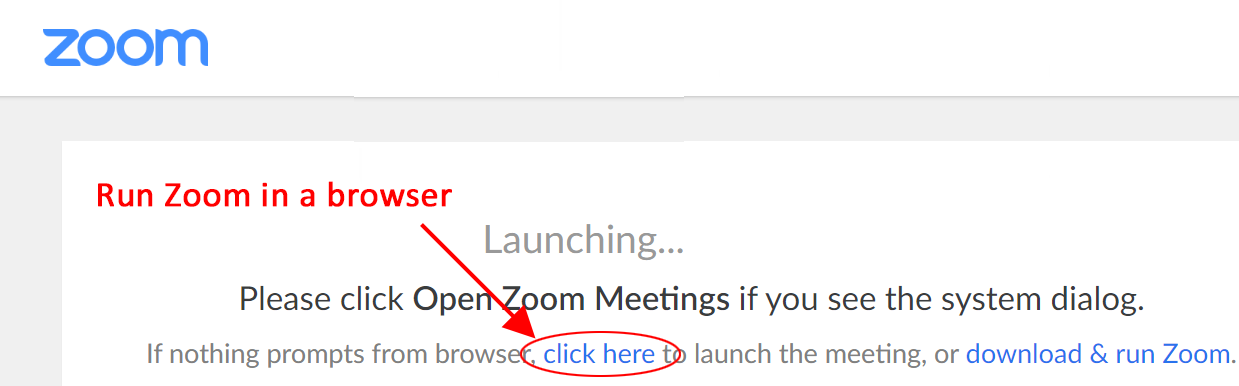 zoom
Run Zoom in a browser
Launching...
Please click Open Zoom Meetings if you see the system dialog.
If nothing prompts from browser, click here to launch the meeting, or download & run Zoom.